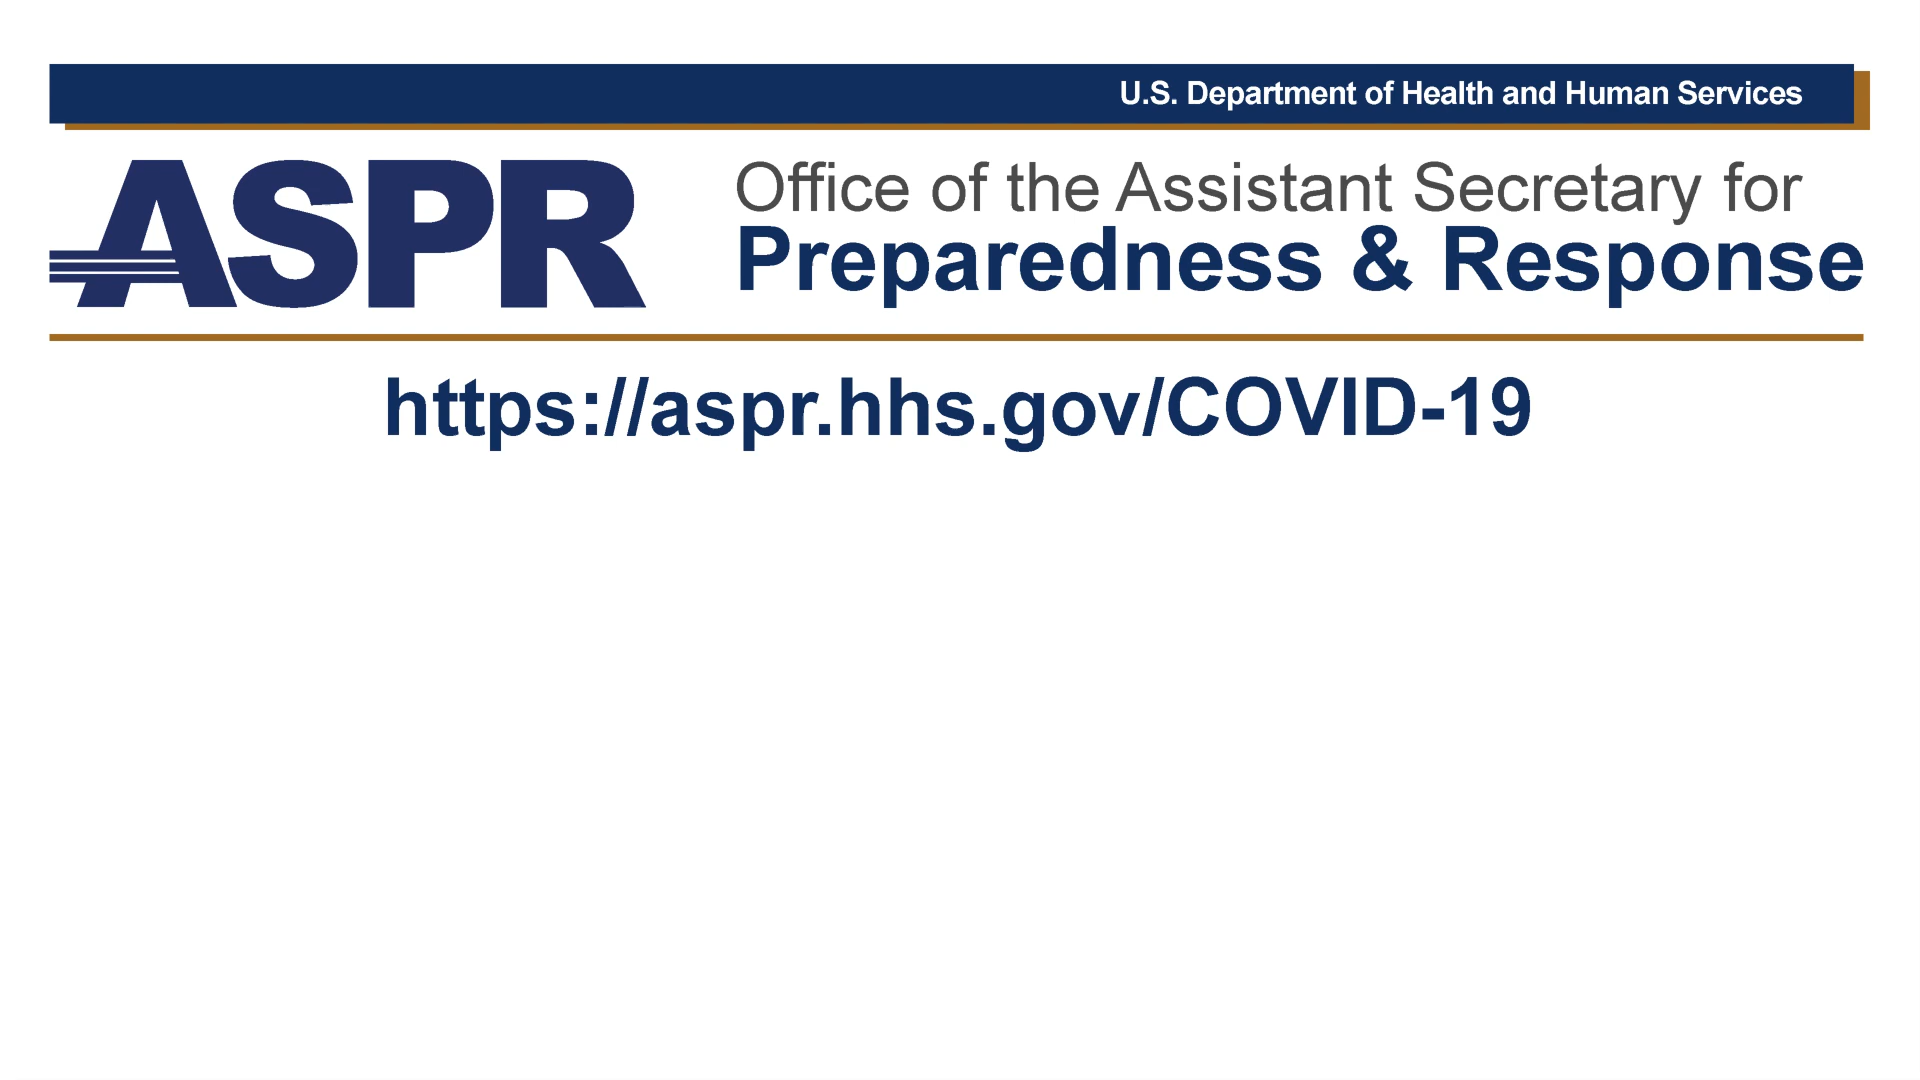 U.S. Department of Health and Human Services
ASPR
Office of the Assistant Secretary for
Preparedness & Response
https://aspr.hhs.gov/COVID-19